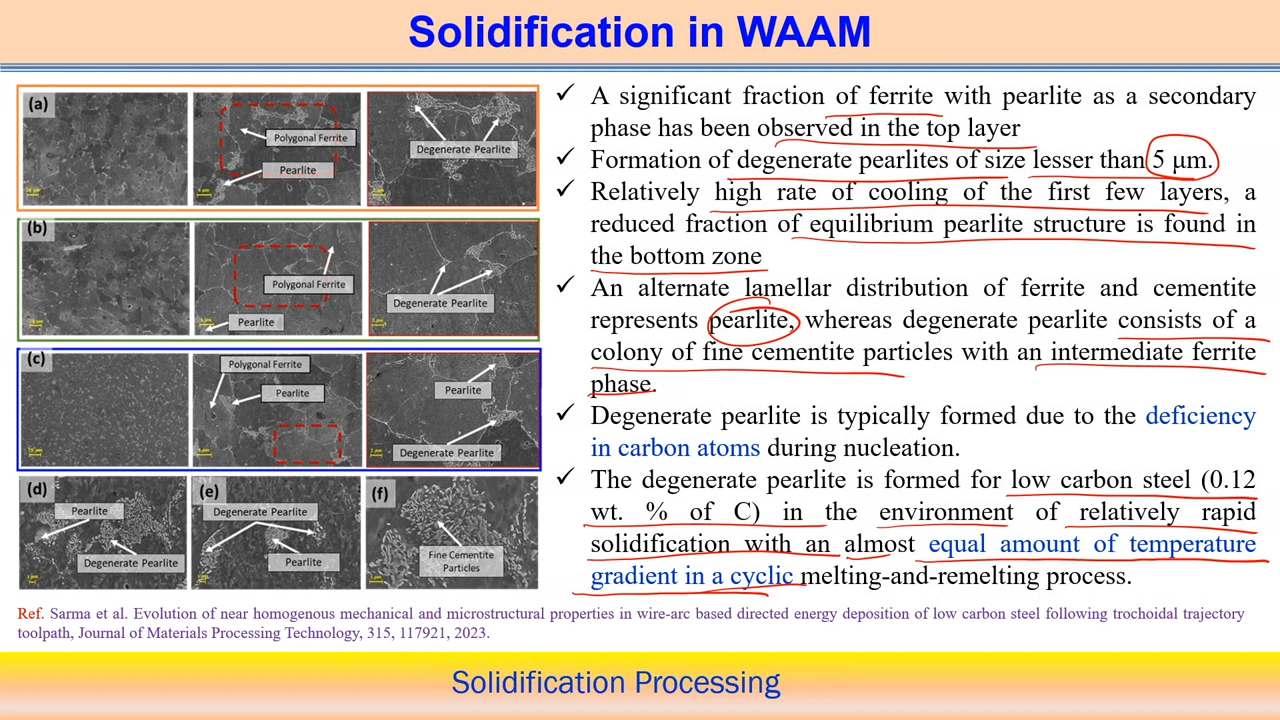 Solidification in WAAM
(a)
Polygonal Ferrite
Pearlite
Degenerate Pearlite
(b)
Polygonal Ferrite
Pearlite
Degenerate Pearlite
(c)
Polygonal Ferrite
Pearlite
Pearlite
Degenerate Pearlite
(d)
Pearlite
Degenerate Pearlite
(e)
Degenerate Pearlite
Pearlite
(f)
Fine Cementite
Particles
✓ A significant fraction of ferrite with pearlite as a secondary
phase has been observed in the top layer
✓ Formation of degenerate pearlites of size lesser than 5 μm.
✓ Relatively high rate of cooling of the first few layers, a
reduced fraction of equilibrium pearlite structure is found in
the bottom zone
✓ An alternate lamellar distribution of ferrite and cementite
represents pearlite, whereas degenerate pearlite consists of a
colony of fine cementite particles with an intermediate ferrite
phase.
✓ Degenerate pearlite is typically formed due to the deficiency
in carbon atoms during nucleation.
✓ The degenerate pearlite is formed for low carbon steel (0.12
wt. % of C) in the environment of relatively rapid
solidification with an almost equal amount of temperature
gradient in a cyclic melting-and-remelting process.
Ref. Sarma et al. Evolution of near homogenous mechanical and microstructural properties in wire-arc based directed energy deposition of low carbon steel following trochoidal trajectory
toolpath, Journal of Materials Processing Technology, 315, 117921, 2023.
Solidification Processing